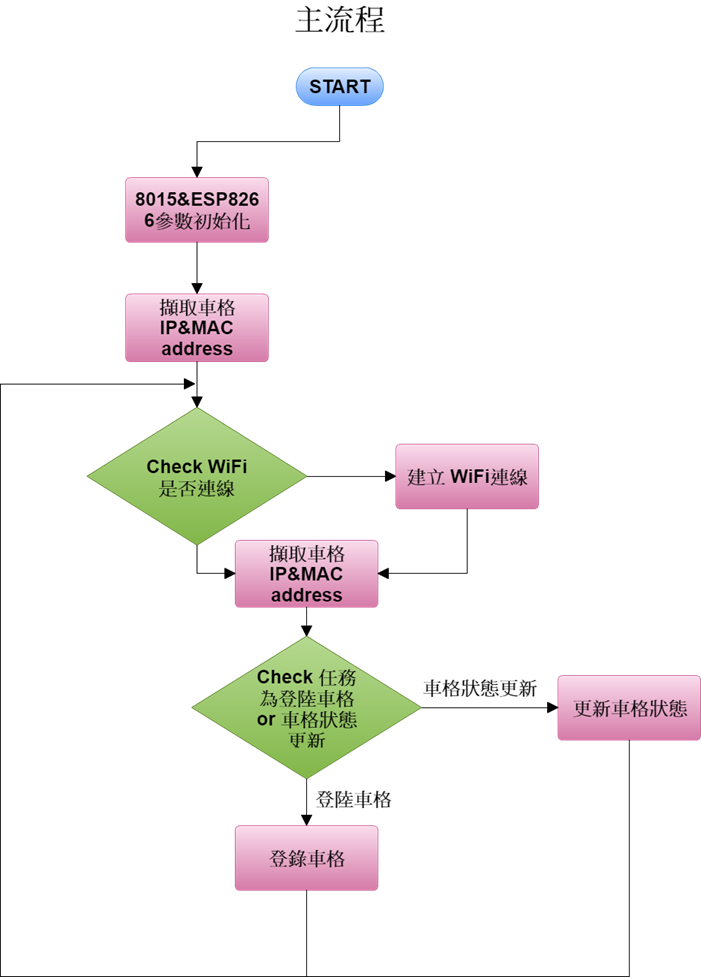 主流程
START
8015&ESP826
6參數初始化
擷取車格
IP&MAC
address
Check WiFi
是否連線
建立 WiFi連線
擷取車格
IP&MAC
address
Check 任務
為登陸車格
or 車格狀態
更新
車格狀態更新
更新車格狀態
登陸車格
登錄車格